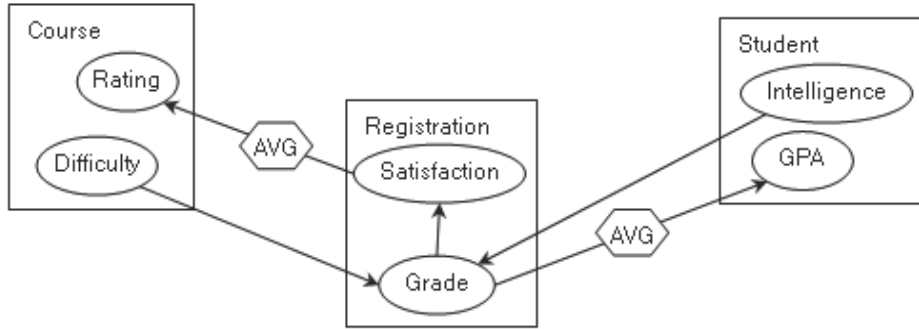 Course
Rating
Difficulty
AVG
Registration
Satisfaction
Grade
AVG
Student
Intelligence
GPA